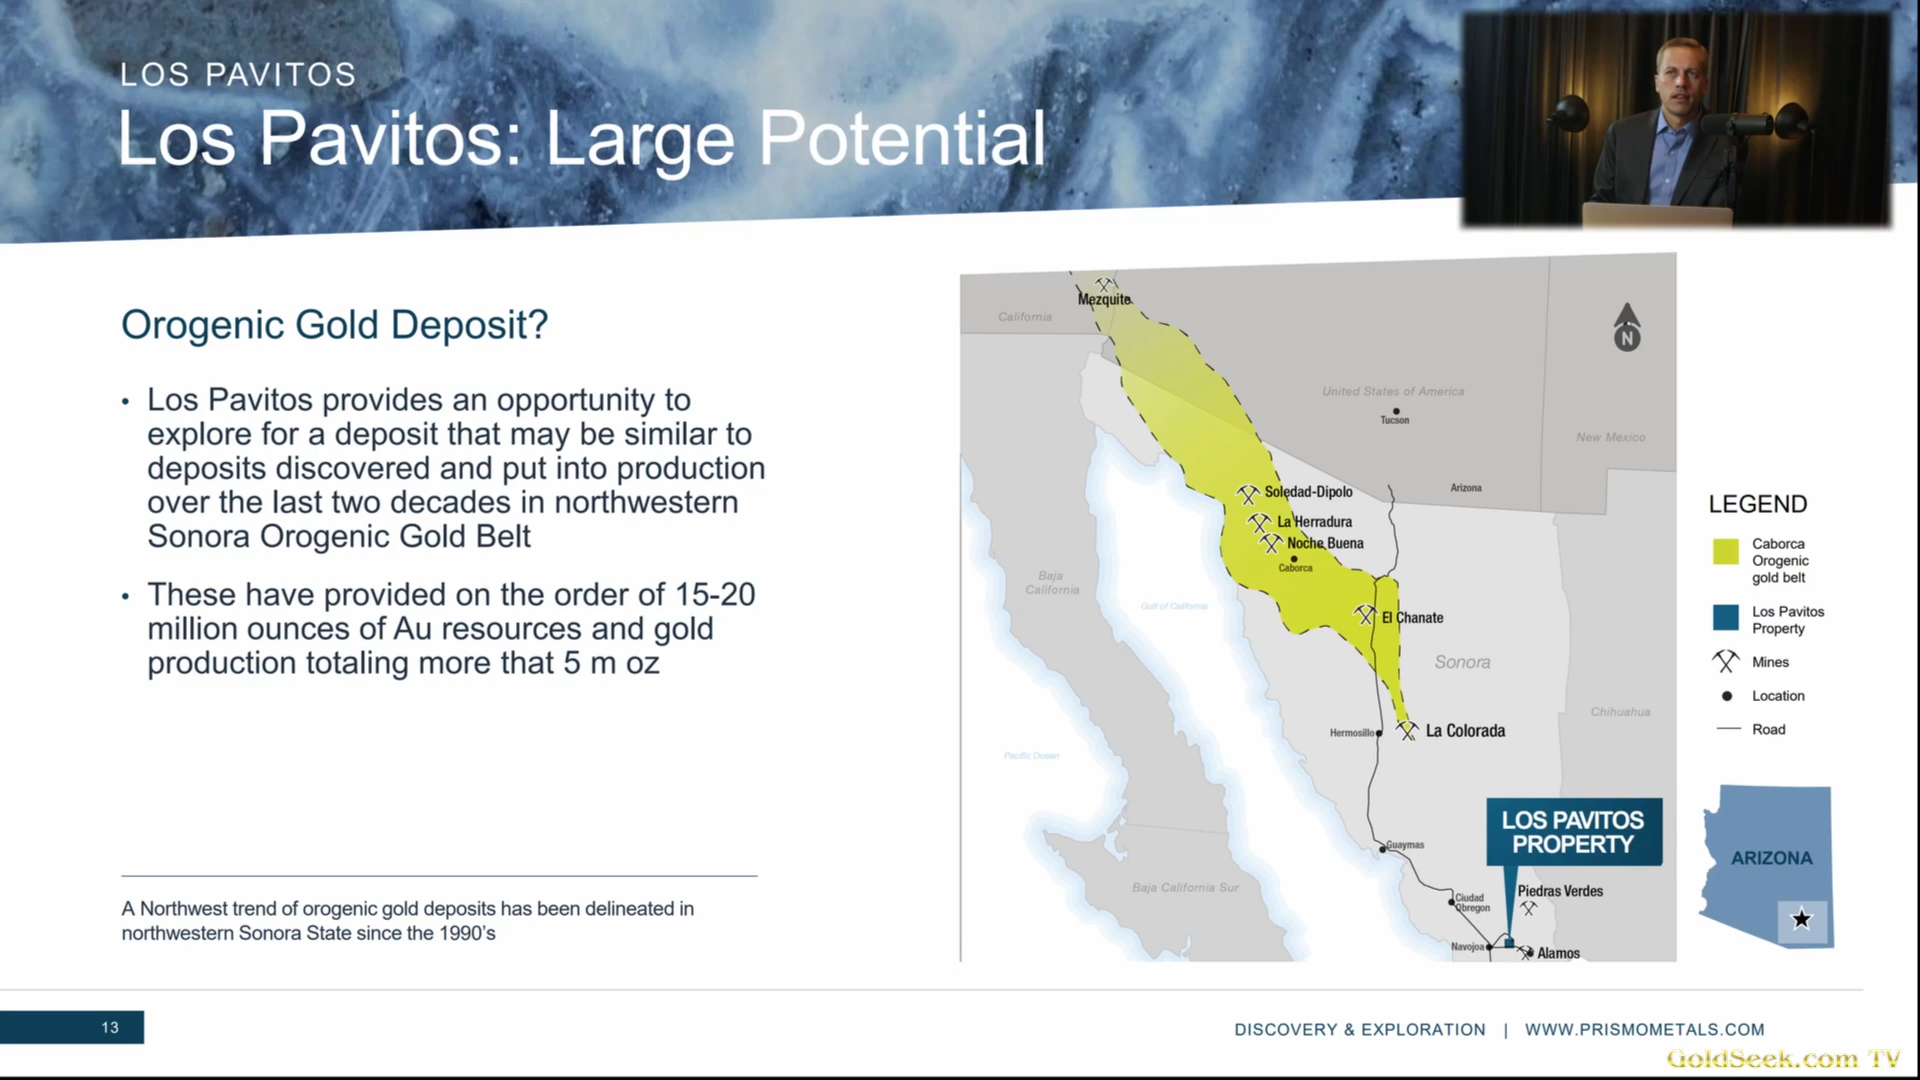 LOS PAVITOS
Los Pavitos: Large Potential
Orogenic Gold Deposit?
• Los Pavitos provides an opportunity to
explore for a deposit that may be similar to
deposits discovered and put into production
over the last two decades in northwestern
Sonora Orogenic Gold Belt
• These have provided on the order of 15-20
million ounces of Au resources and gold
production totaling more that 5 m oz
A Northwest trend of orogenic gold deposits has been delineated in
northwestern Sonora State since the 1990's
Mezquite
California
N
United States of America
Tucson
New Mexico
Arizona
Soledad-Dipolo
La Herradura
Noche Buena
Caborca
Baja
California
Gulf of California
El Chanate
Sonora
Chihuahua
Hermosillo
La Colorada
Pacific Ocean
LOS PAVITOS
PROPERTY
Guaymas
Baja California Sur
Piedras Verdes
Ciudad
Obregon
Navojoa
Alamos
LEGEND
Caborca
Orogenic
gold belt
Los Pavitos
Property
Mines
Location
Road
ARIZONA
13
DISCOVERY & EXPLORATION | WWW.PRISMOMETALS.COM
GoldSeek.com TV